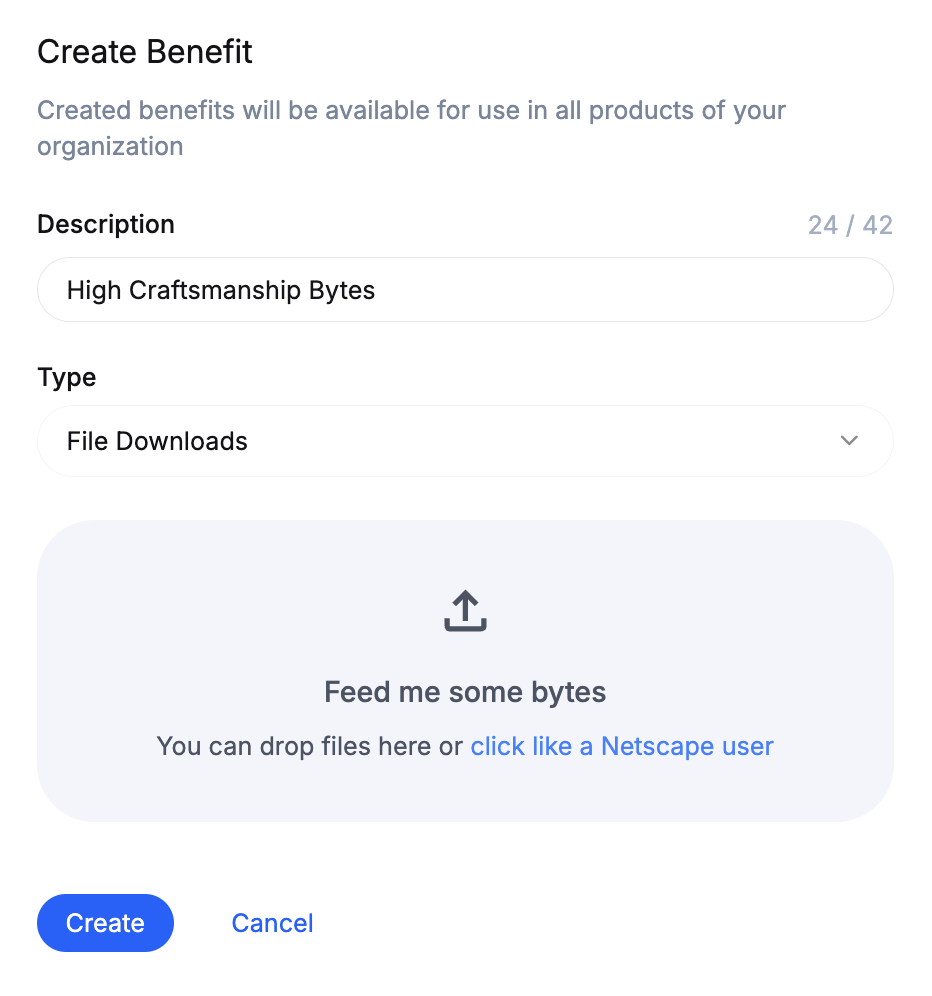 Create Benefit
Created benefits will be available for use in all products of your
organization
Description
24 / 42
High Craftsmanship Bytes
Type
File Downloads
Feed me some bytes
You can drop files here or click like a Netscape user
Create
Cancel